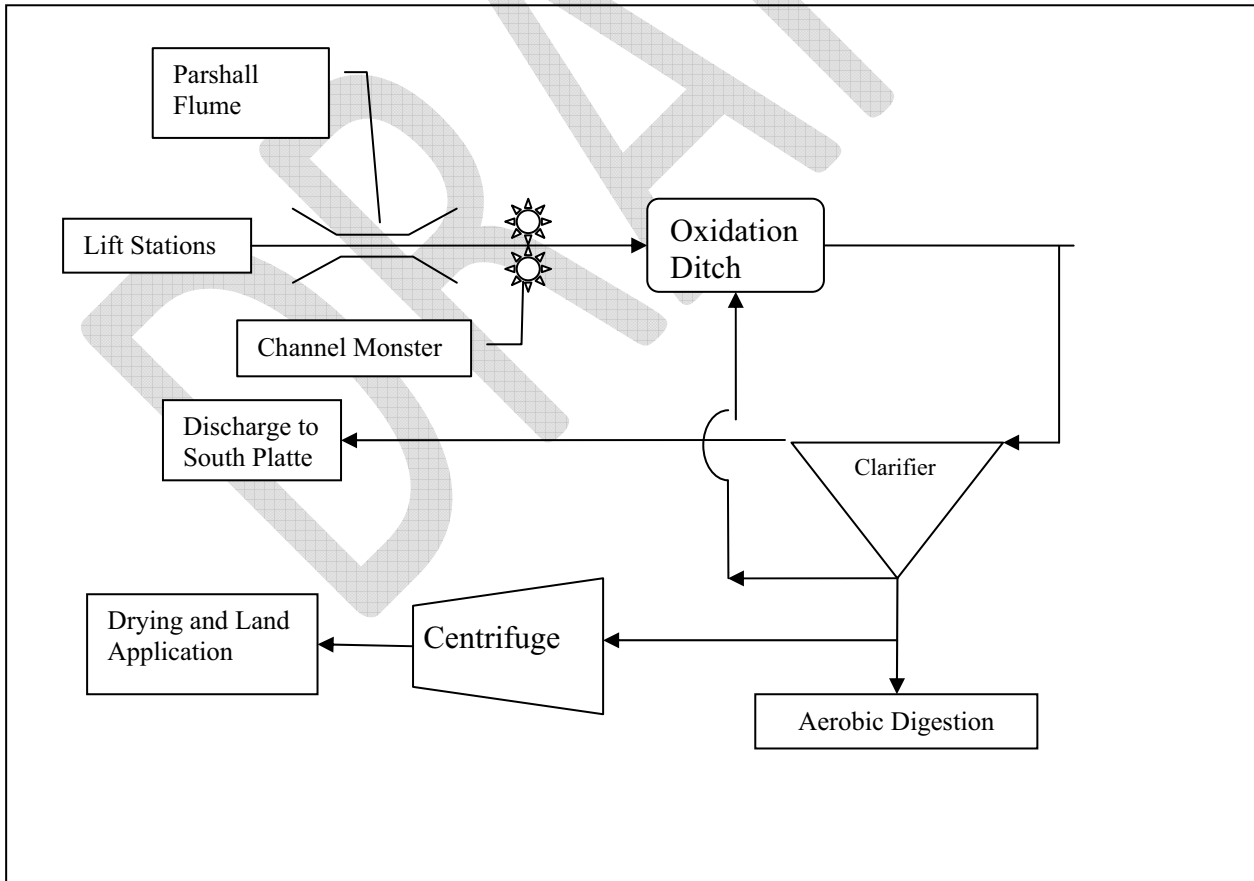 Parshall
Flume
Lift Stations
Oxidation
Ditch
Channel Monster
Discharge to
South Platte
Clarifier
Drying and Land
Application
Centrifuge
Aerobic Digestion
DRA